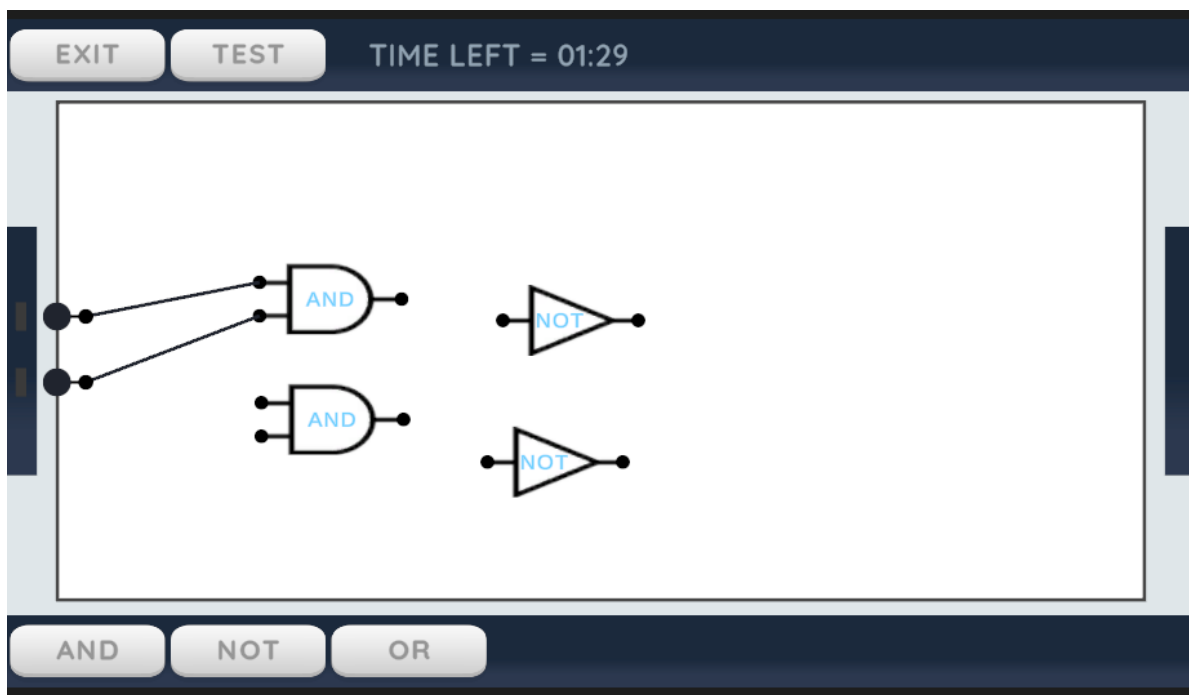 EXIT TEST TIME LEFT = 01:29
AND
NOT
AND
NOT
AND NOT OR